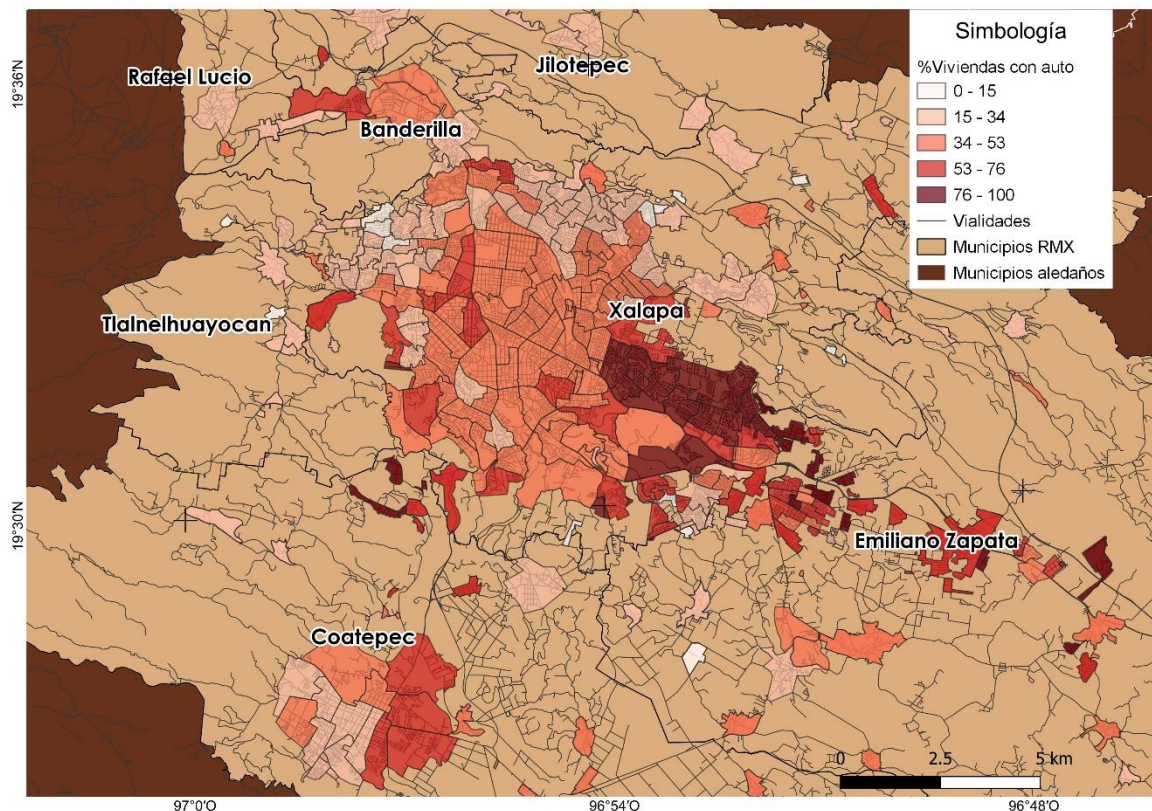 Simbología
%Viviendas con auto
0 - 15
15 - 34
34 - 53
53 - 76
76 - 100
Vialidades
Municipios RMX
Municipios aledaños
19°36'N
Rafael Lucio
Jilotepec
Banderilla
Tlalnelhuayocan
Xalapa
19°30'N
Emiliano Zapata
Coatepec
0 2.5 5 km
97°0'O
96°54'O
96°48'O